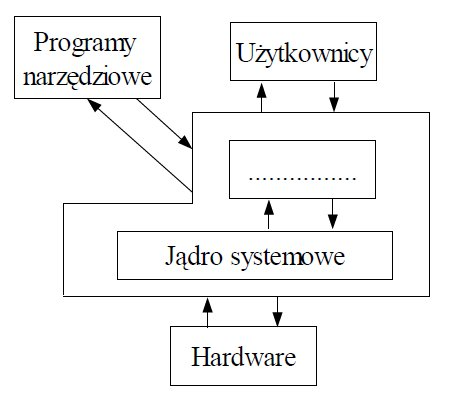 Programy
narzędziowe
Użytkownicy
................
Jądro systemowe
Hardware